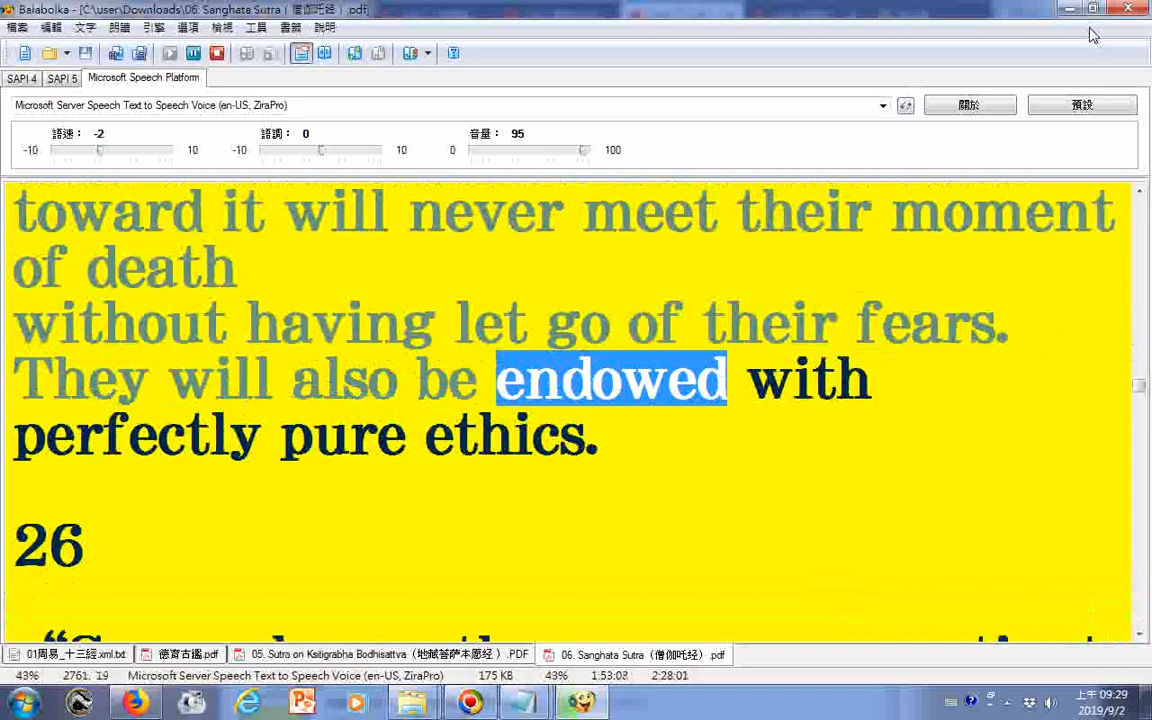 Balabolka - [C:\user\Downloads\06. Sanghata Sutra（僧伽吒经）.pdf]
檔案 編輯 文字 朗讀 引擎 選項 檢視 工具 書籤 說明
SAPI 4 SAPI 5 Microsoft Speech Platform
Microsoft Server Speech Text to Speech Voice (en-US, ZiraPro) 關於 預設
語速： -2 語調： 0 音量： 95
-10 10 -10 10 0 100
toward it will never meet their moment
of death
without having let go of their fears.
They will also be endowed with
perfectly pure ethics.
26
01周易_十三經.xml.txt 德育古鑑.pdf 05. Sutra on Ksitigrabha Bodhisattva（地藏菩萨本愿经）.PDF 06. Sanghata Sutra（僧伽吒经）.pdf
43% 2761, 19 Microsoft Server Speech Text to Speech Voice (en-US, ZiraPro) 175 KB 43% 1:53:03 2:28:01
上午 09:29
2019/9/2